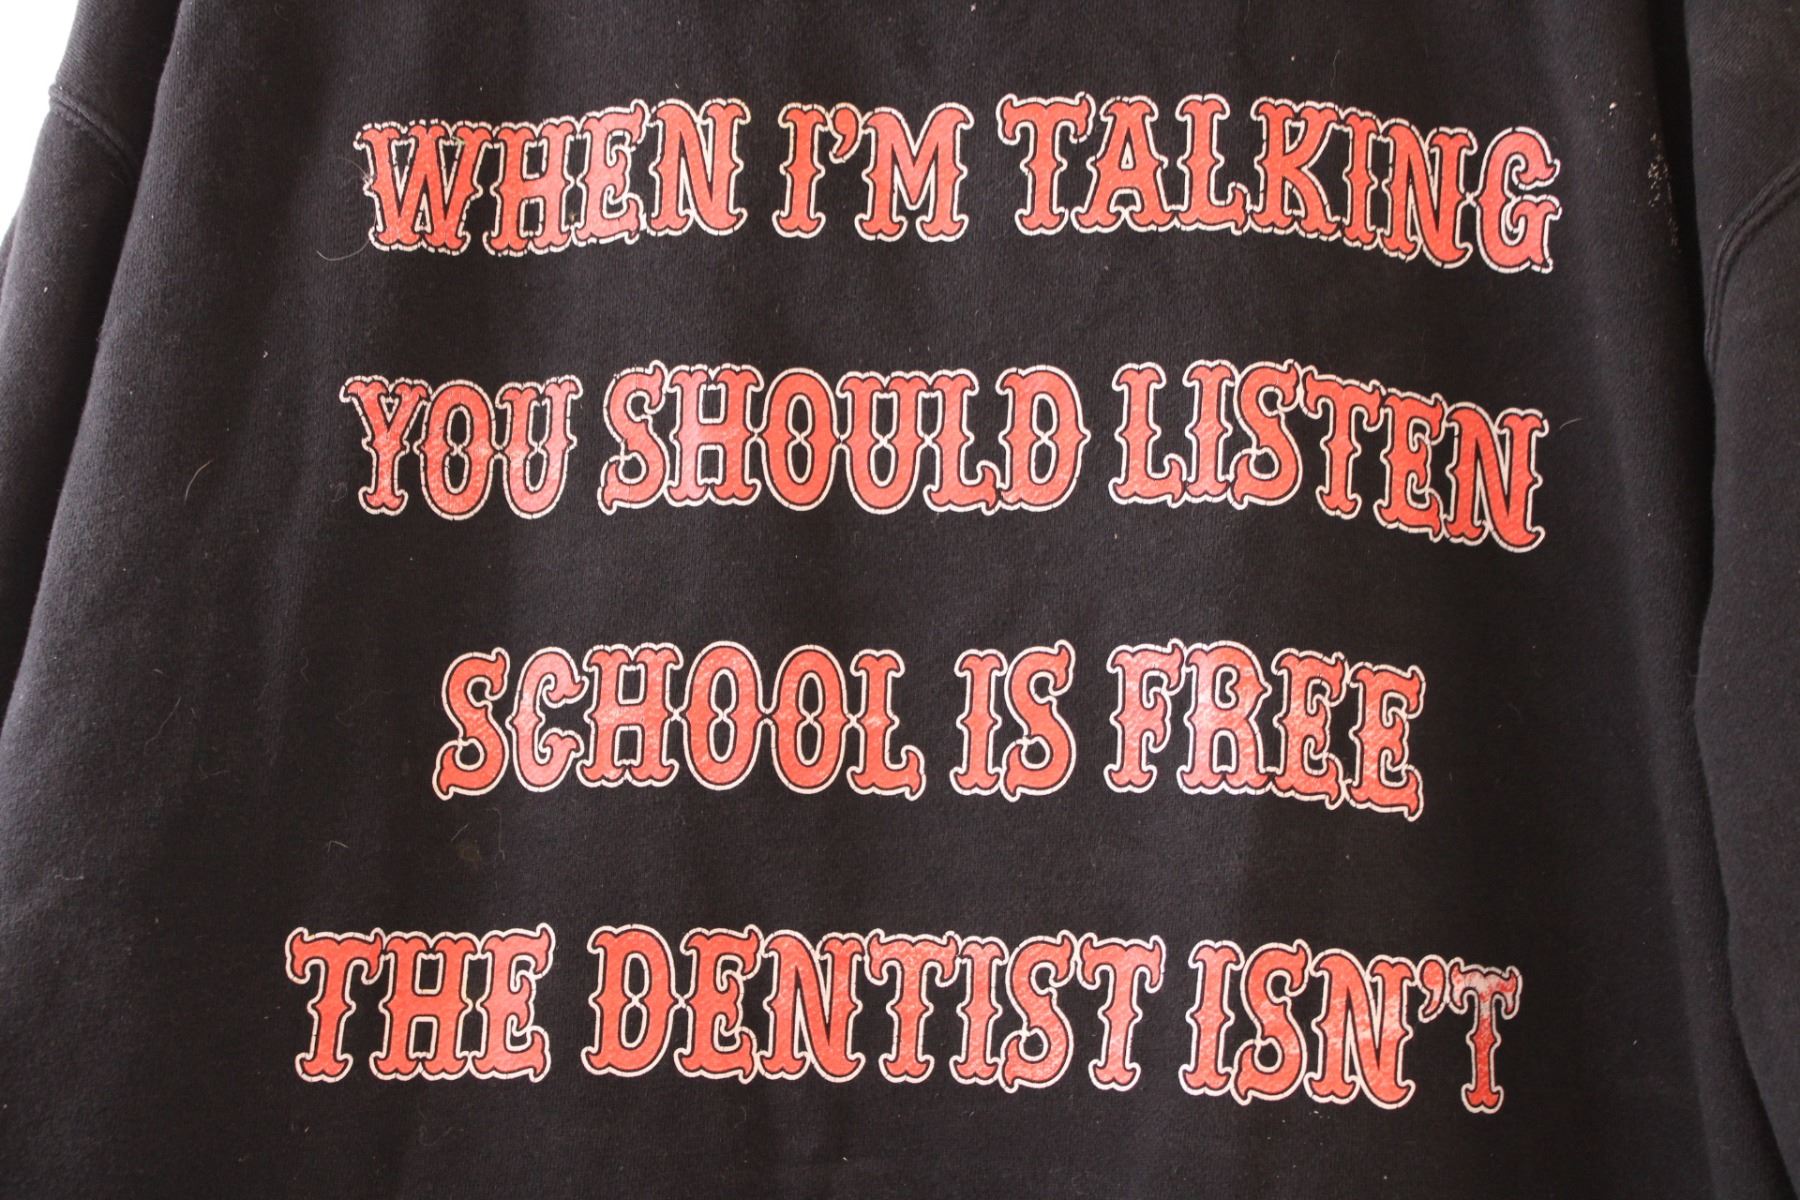 WHEN I'M TALKING
YOU SHOULD LISTEN
SCHOOL IS FREE
THE DENTIST ISN'T